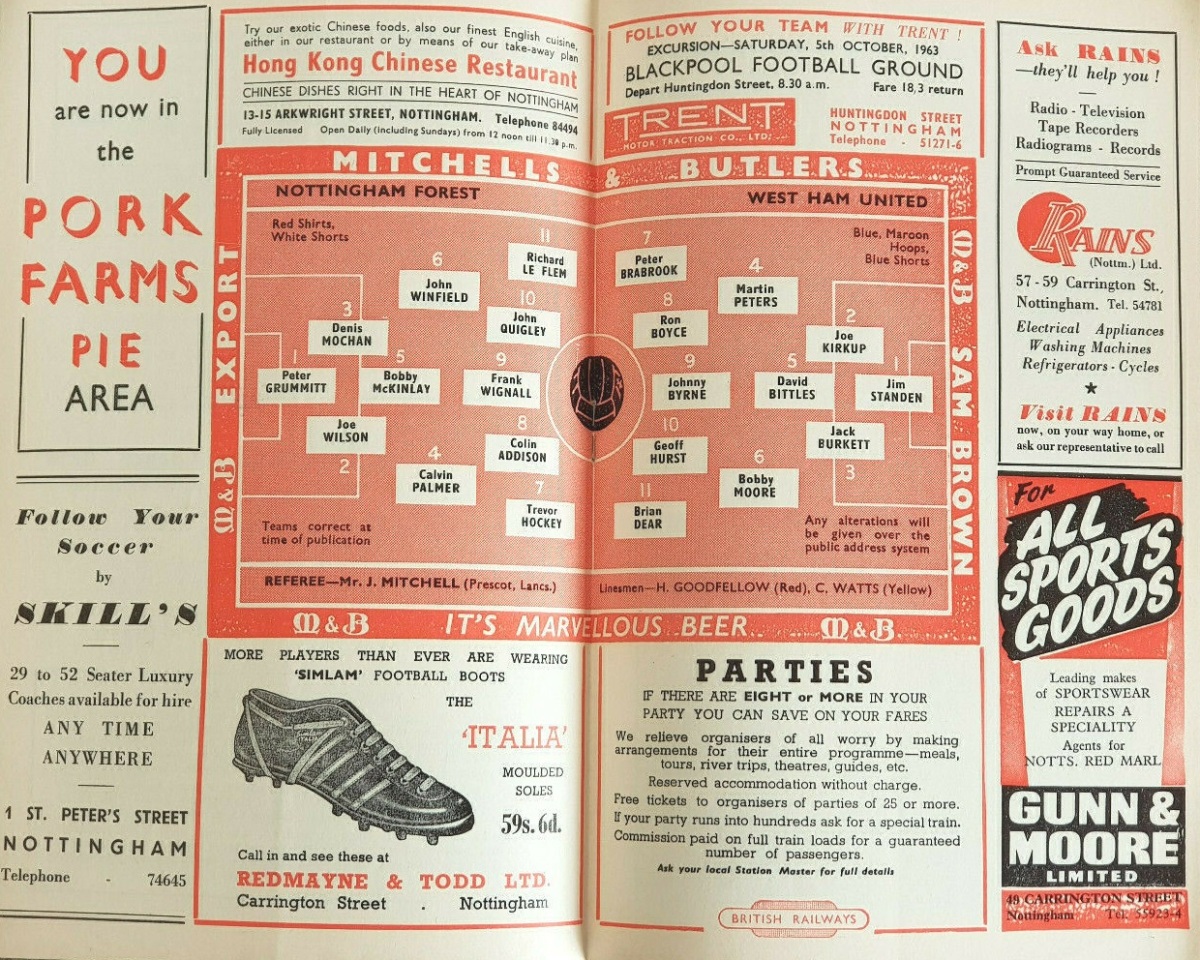 YOU
are now in
the
PORK
FARMS
PIE
AREA
Follow Your
Soccer
by
SKILL'S
29 to 52 Seater Luxury
Coaches available for hire
ANY TIME
ANYWHERE
1 ST. PETER'S STREET
NOTTINGHAM
Telephone - 74645
Try our exotic Chinese foods, also our finest English cuisine,
either in our restaurant or by means of our take-away plan
Hong Kong Chinese Restaurant
CHINESE DISHES RIGHT IN THE HEART OF NOTTINGHAM
13-15 ARKWRIGHT STREET, NOTTINGHAM. Telephone 84494
Fully Licensed Open Daily (including Sundays) from 12 noon till 11.30 p.m.
FOLLOW YOUR TEAM WITH TRENT !
EXCURSION—SATURDAY, 5th OCTOBER, 1963
BLACKPOOL FOOTBALL GROUND
Depart Huntingdon Street, 8.30 a.m. Fare 18,3 return
TRENT
MOTOR TRACTION CO., LTD.
HUNTINGDON STREET
NOTTINGHAM
Telephone - 51271-6
MITCHELLS & BUTLERS
M&B EXPORT
NOTTINGHAM FOREST
Red Shirts,
White Shorts
11
Richard
LE FLEM
6
John
WINFIELD
10
John
QUIGLEY
3
Denis
MOCHAN
1
Peter
GRUMMITT
5
Bobby
McKINLAY
9
Frank
WIGNALL
Joe
WILSON
2
8
Colin
ADDISON
4
Calvin
PALMER
7
Trevor
HOCKEY
Teams correct at
time of publication
WEST HAM UNITED
Blue, Maroon
Hoops,
Blue Shorts
7
Peter
BRABROOK
4
Martin
PETERS
8
Ron
BOYCE
2
Joe
KIRKUP
9
Johnny
BYRNE
5
David
BITTLES
1
Jim
STANDEN
10
Geoff
HURST
Jack
BURKETT
3
6
Bobby
MOORE
11
Brian
DEAR
Any alterations will
be given over the
public address system
REFEREE—Mr. J. MITCHELL (Prescot, Lancs.)
Linesmen—H. GOODFELLOW (Red), C. WATTS (Yellow)
M&B SAM BROWN
M&B IT'S MARVELLOUS BEER M&B
MORE PLAYERS THAN EVER ARE WEARING
'SIMLAM' FOOTBALL BOOTS
THE
'ITALIA'
MOULDED
SOLES
59s. 6d.
Call in and see these at
REDMAYNE & TODD LTD.
Carrington Street . Nottingham
PARTIES
IF THERE ARE EIGHT or MORE IN YOUR
PARTY YOU CAN SAVE ON YOUR FARES
We relieve organisers of all worry by making
arrangements for their entire programme—meals,
tours, river trips, theatres, guides, etc.
Reserved accommodation without charge.
Free tickets to organisers of parties of 25 or more.
If your party runs into hundreds ask for a special train.
Commission paid on full train loads for a guaranteed
number of passengers.
Ask your local Station Master for full details
BRITISH RAILWAYS
Ask RAINS
—they'll help you !
Radio - Television
Tape Recorders
Radiograms - Records
Prompt Guaranteed Service
RAINS
(Nottm.) Ltd.
57-59 Carrington St.,
Nottingham. Tel. 54781
Electrical Appliances
Washing Machines
Refrigerators - Cycles
Visit RAINS
now, on your way home, or
ask our representative to call
For
ALL
SPORTS
GOODS
Leading makes
of SPORTSWEAR
REPAIRS A
SPECIALITY
Agents for
NOTTS. RED MARL
GUNN &
MOORE
LIMITED
49 CARRINGTON STREET
Nottingham Tel. 55923-4